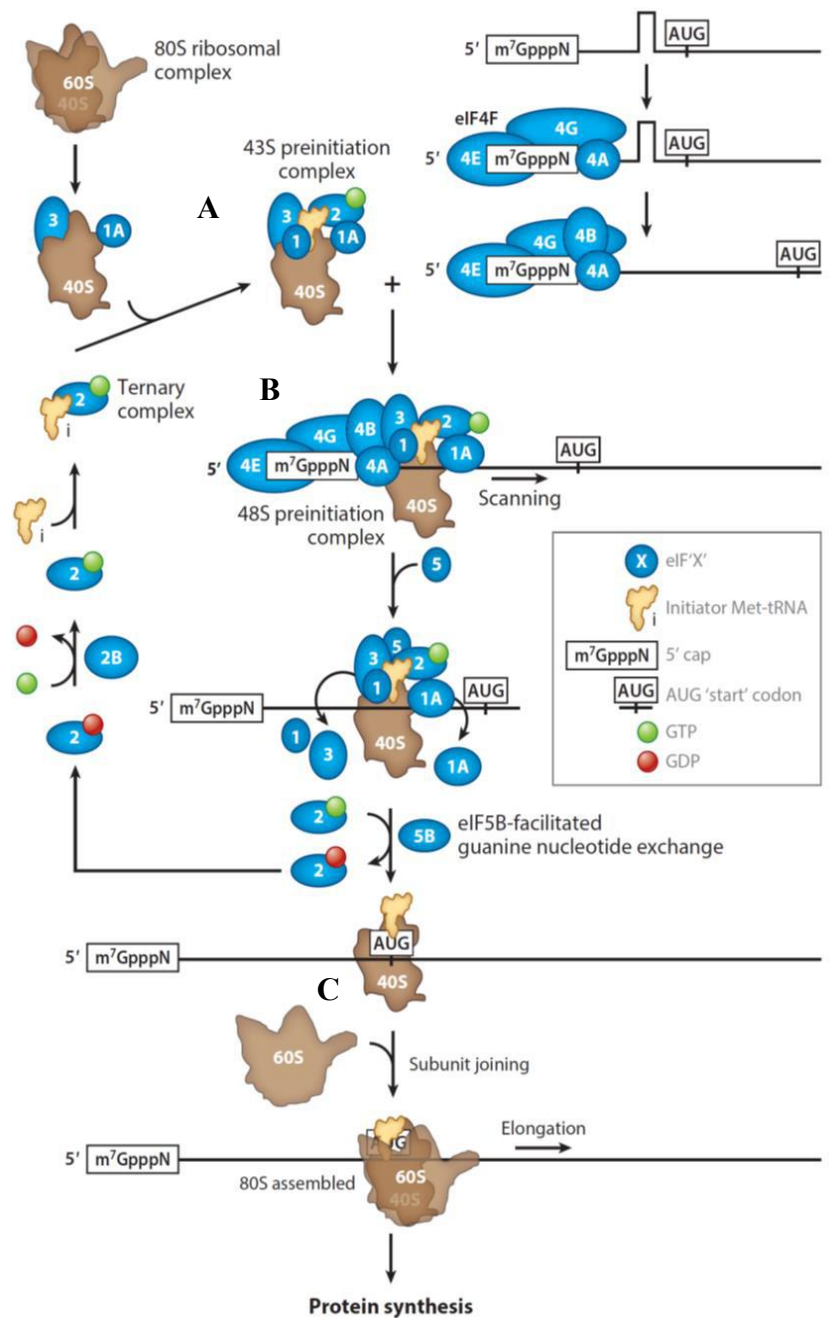 80S ribosomal
complex
60S
40S
5′ m⁷GpppN AUG
eIF4F
4G
5′ 4E m⁷GpppN 4A AUG
43S preinitiation
complex
A
3 1A
40S
3 2
1 1A
40S
+
4G 4B
5′ 4E m⁷GpppN 4A AUG
Ternary
complex
2
i
B
4G 4B 3 2
1 1A
5′ 4E m⁷GpppN 4A AUG
40S
Scanning
48S preinitiation
complex
i
2
5
2B
2
X eIF‘X’
i Initiator Met-tRNA
m⁷GpppN 5′ cap
AUG AUG ‘start’ codon
GTP
GDP
5
3 2
1 1A
5′ m⁷GpppN AUG
40S
1
3
1A
2
5B eIF5B-facilitated
guanine nucleotide exchange
2
5′ m⁷GpppN AUG
40S
C
60S
Subunit joining
Elongation
5′ m⁷GpppN AUG
60S
40S
80S assembled
Protein synthesis